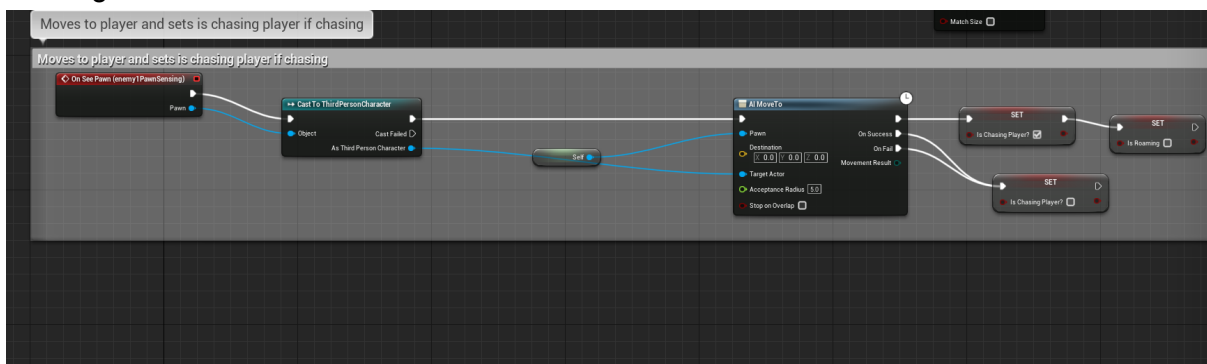 Moves to player and sets is chasing player if chasing
Match Size
Moves to player and sets is chasing player if chasing
On See Pawn (enemy1PawnSensing)
Pawn
Cast To ThirdPersonCharacter
Object
Cast Failed
As Third Person Character
Self
AI MoveTo
Pawn
On Success
Destination
On Fail
X 0.0 Y 0.0 Z 0.0
Movement Result
Target Actor
Acceptance Radius 5.0
Stop on Overlap
SET
Is Chasing Player?
SET
Is Roaming
SET
Is Chasing Player?